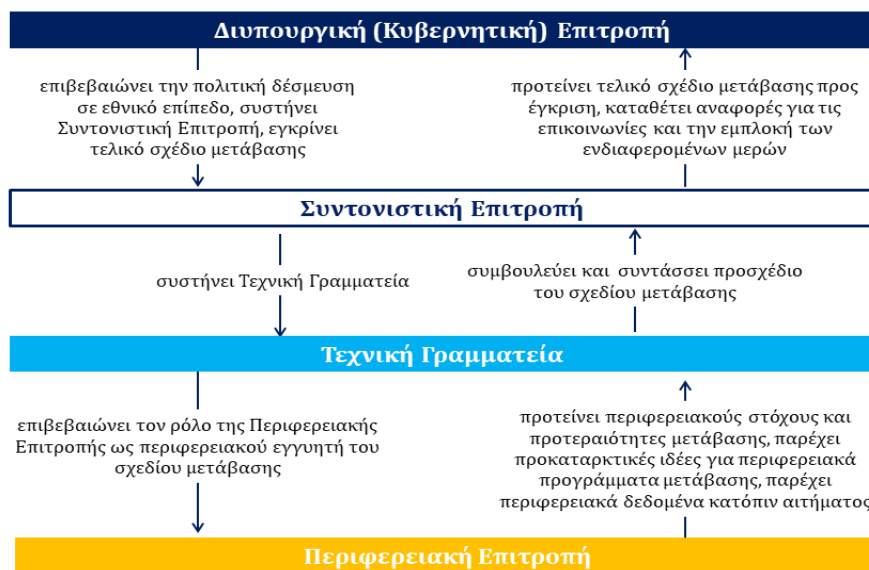 Διυπουργική (Κυβερνητική) Επιτροπή
επιβεβαιώνει την πολιτική δέσμευση
σε εθνικό επίπεδο, συστήνει
Συντονιστική Επιτροπή, εγκρίνει
τελικό σχέδιο μετάβασης
προτείνει τελικό σχέδιο μετάβασης προς
έγκριση, καταθέτει αναφορές για τις
επικοινωνίες και την εμπλοκή των
ενδιαφερομένων μερών
Συντονιστική Επιτροπή
συστήνει Τεχνική Γραμματεία
συμβουλεύει και συντάσσει προσχέδιο
του σχεδίου μετάβασης
Τεχνική Γραμματεία
επιβεβαιώνει τον ρόλο της Περιφερειακής
Επιτροπής ως περιφερειακού εγγυητή του
σχεδίου μετάβασης
προτείνει περιφερειακούς στόχους και
προτεραιότητες μετάβασης, παρέχει
προκαταρκτικές ιδέες για περιφερειακά
προγράμματα μετάβασης, παρέχει
περιφερειακά δεδομένα κατόπιν αιτήματος
Περιφερειακή Επιτροπή